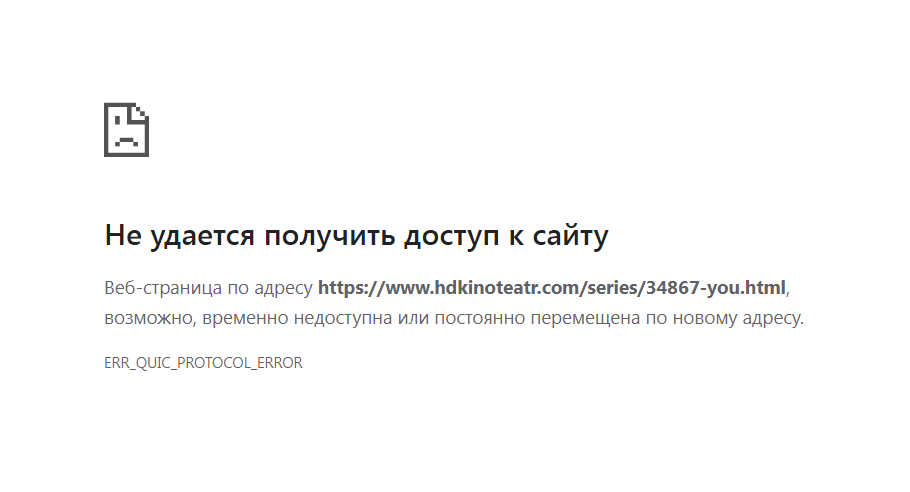 Не удается получить доступ к сайту
Веб-страница по адресу https://www.hdkinoteatr.com/series/34867-you.html,
возможно, временно недоступна или постоянно перемещена по новому адресу.
ERR_QUIC_PROTOCOL_ERROR